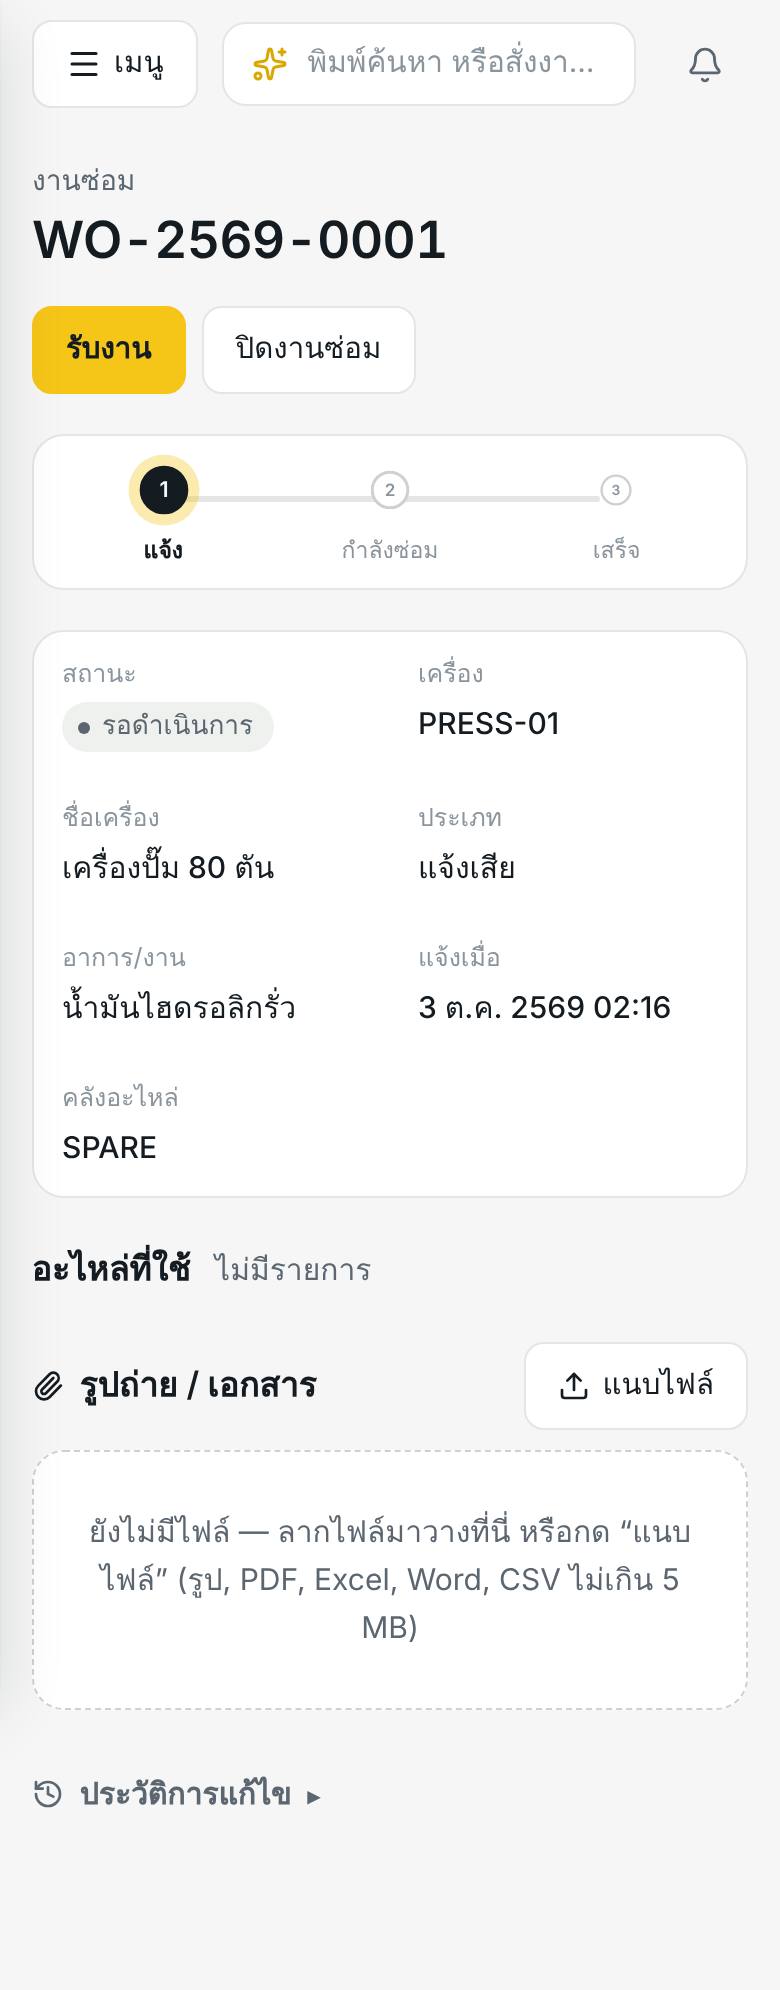 เมนู
พิมพ์ค้นหา หรือสั่งงา...
งานซ่อม
WO-2569-0001
รับงาน
ปิดงานซ่อม
1
2
3
แจ้ง
กำลังซ่อม
เสร็จ
สถานะ
เครื่อง
รอดำเนินการ
PRESS-01
ชื่อเครื่อง
ประเภท
เครื่องปั๊ม 80 ตัน
แจ้งเสีย
อาการ/งาน
แจ้งเมื่อ
น้ำมันไฮดรอลิกรั่ว
3 ต.ค. 2569 02:16
คลังอะไหล่
SPARE
อะไหล่ที่ใช้ ไม่มีรายการ
รูปถ่าย / เอกสาร
แนบไฟล์
ยังไม่มีไฟล์ — ลากไฟล์มาวางที่นี่ หรือกด “แนบ
ไฟล์” (รูป, PDF, Excel, Word, CSV ไม่เกิน 5
MB)
ประวัติการแก้ไข ▸